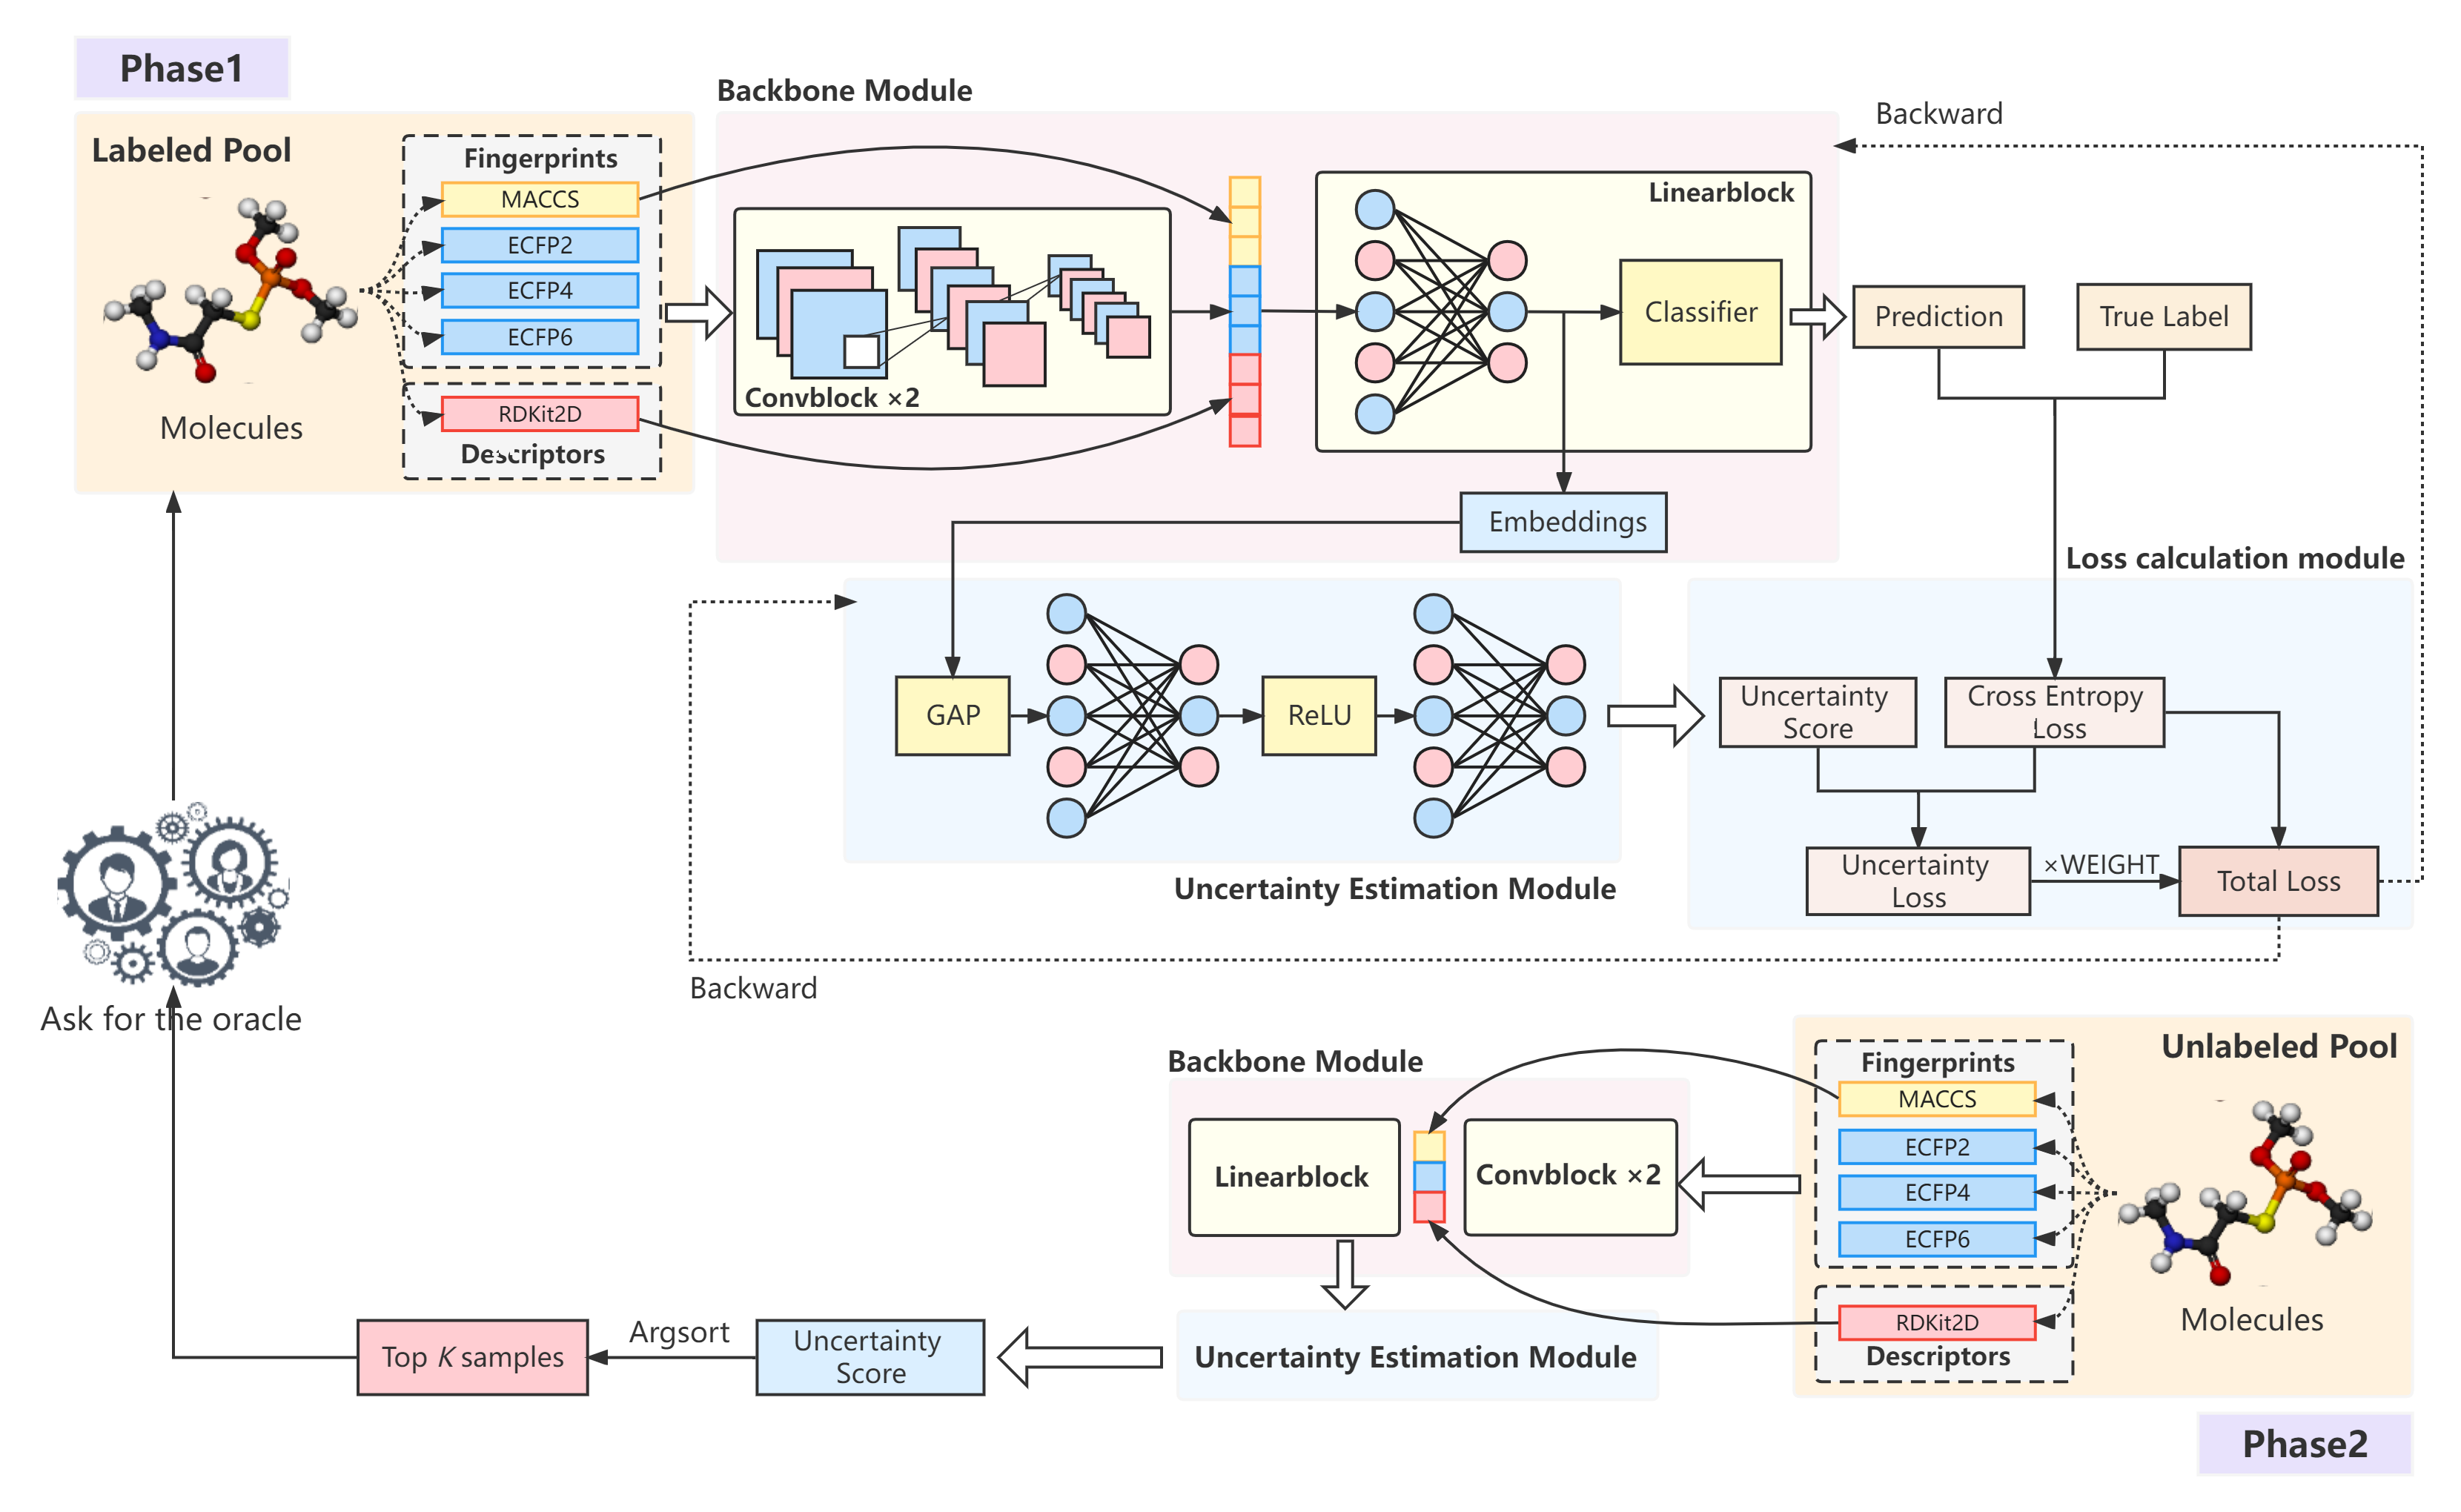 Phase1
Backbone Module
Backward
Labeled Pool
Fingerprints
MACCS
ECFP2
ECFP4
ECFP6
RDKit2D
Descriptors
Molecules
Convblock ×2
Linearblock
Classifier
Prediction
True Label
Embeddings
Loss calculation module
GAP
ReLU
Uncertainty
Score
Cross Entropy
Loss
Uncertainty
Loss
×WEIGHT
Total Loss
Uncertainty Estimation Module
Backward
Ask for the oracle
Backbone Module
Linearblock
Convblock ×2
Unlabeled Pool
Fingerprints
MACCS
ECFP2
ECFP4
ECFP6
RDKit2D
Descriptors
Molecules
Top K samples
Argsort
Uncertainty
Score
Uncertainty Estimation Module
Phase2